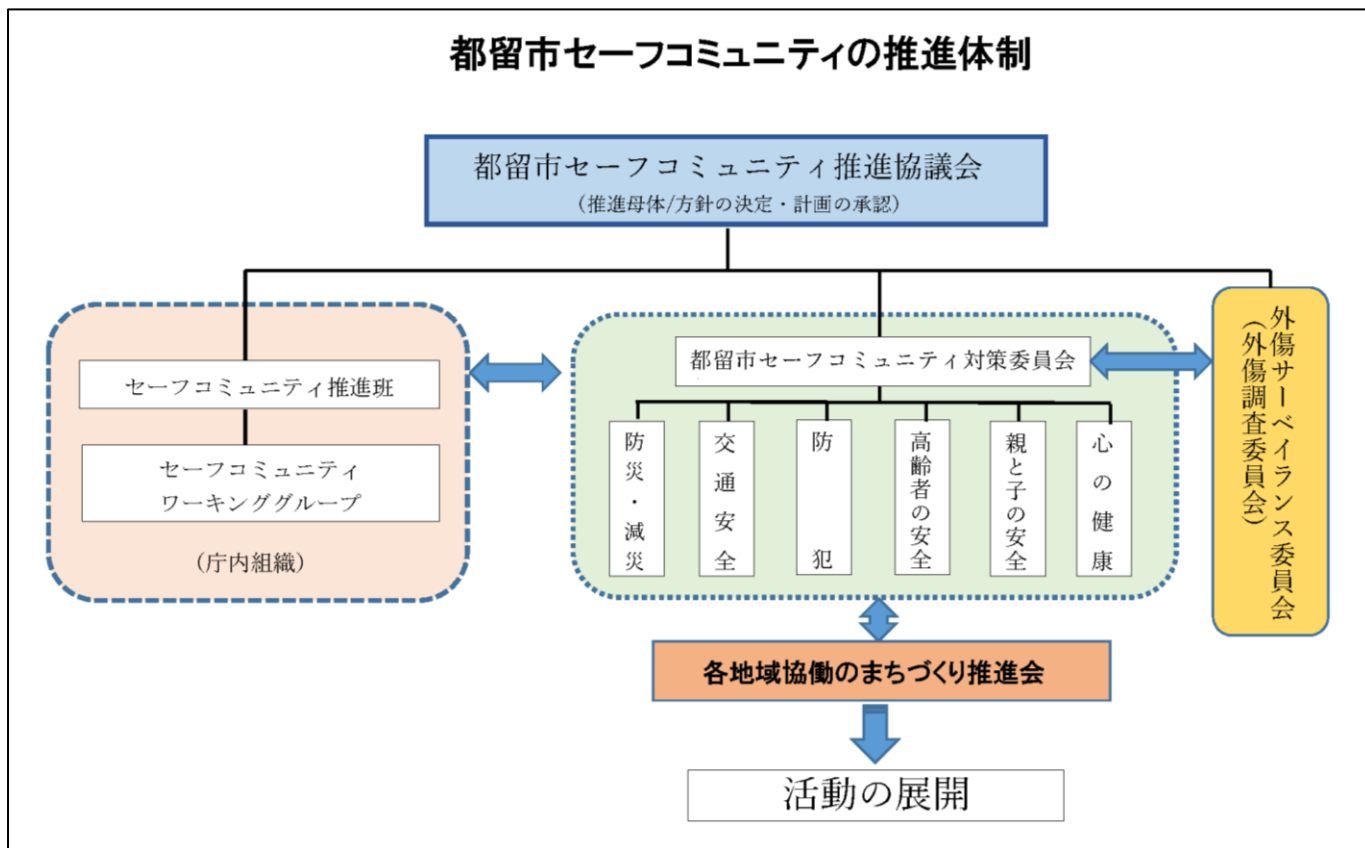 都留市セーフコミュニティの推進体制
都留市セーフコミュニティ推進協議会
（推進母体/方針の決定・計画の承認）
セーフコミュニティ推進班
セーフコミュニティ
ワーキンググループ
（庁内組織）
都留市セーフコミュニティ対策委員会
防災・減災
交通安全
防犯
高齢者の安全
親と子の安全
心の健康
外傷サーベイランス委員会
（外傷調査委員会）
各地域協働のまちづくり推進会
活動の展開